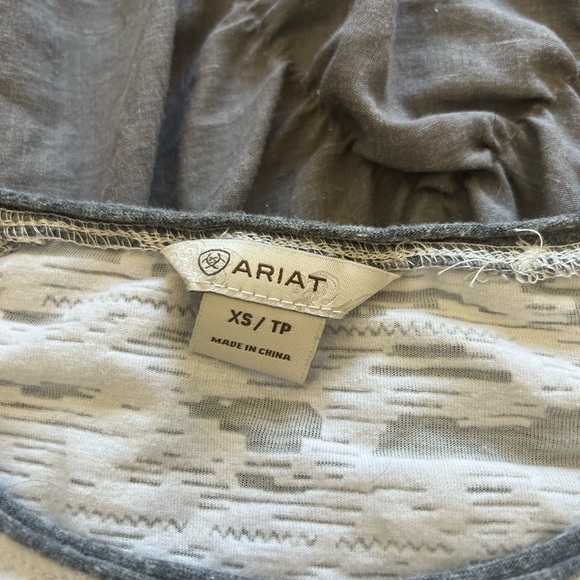 ARIAT
XS / TP
MADE IN CHINA